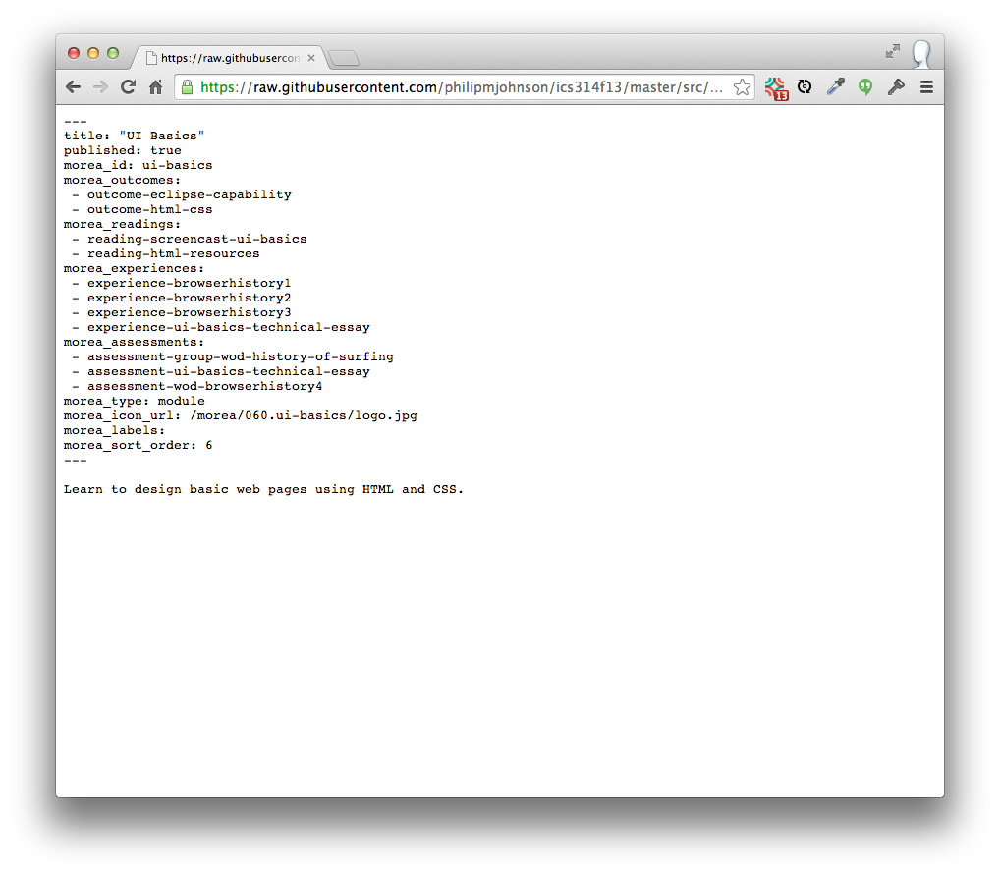 https://raw.githubusercon
https://raw.githubusercontent.com/philipmjohnson/ics314f13/master/src/...
13
---
title: "UI Basics"
published: true
morea_id: ui-basics
morea_outcomes:
 - outcome-eclipse-capability
 - outcome-html-css
morea_readings:
 - reading-screencast-ui-basics
 - reading-html-resources
morea_experiences:
 - experience-browserhistory1
 - experience-browserhistory2
 - experience-browserhistory3
 - experience-ui-basics-technical-essay
morea_assessments:
 - assessment-group-wod-history-of-surfing
 - assessment-ui-basics-technical-essay
 - assessment-wod-browserhistory4
morea_type: module
morea_icon_url: /morea/060.ui-basics/logo.jpg
morea_labels:
morea_sort_order: 6
---
Learn to design basic web pages using HTML and CSS.